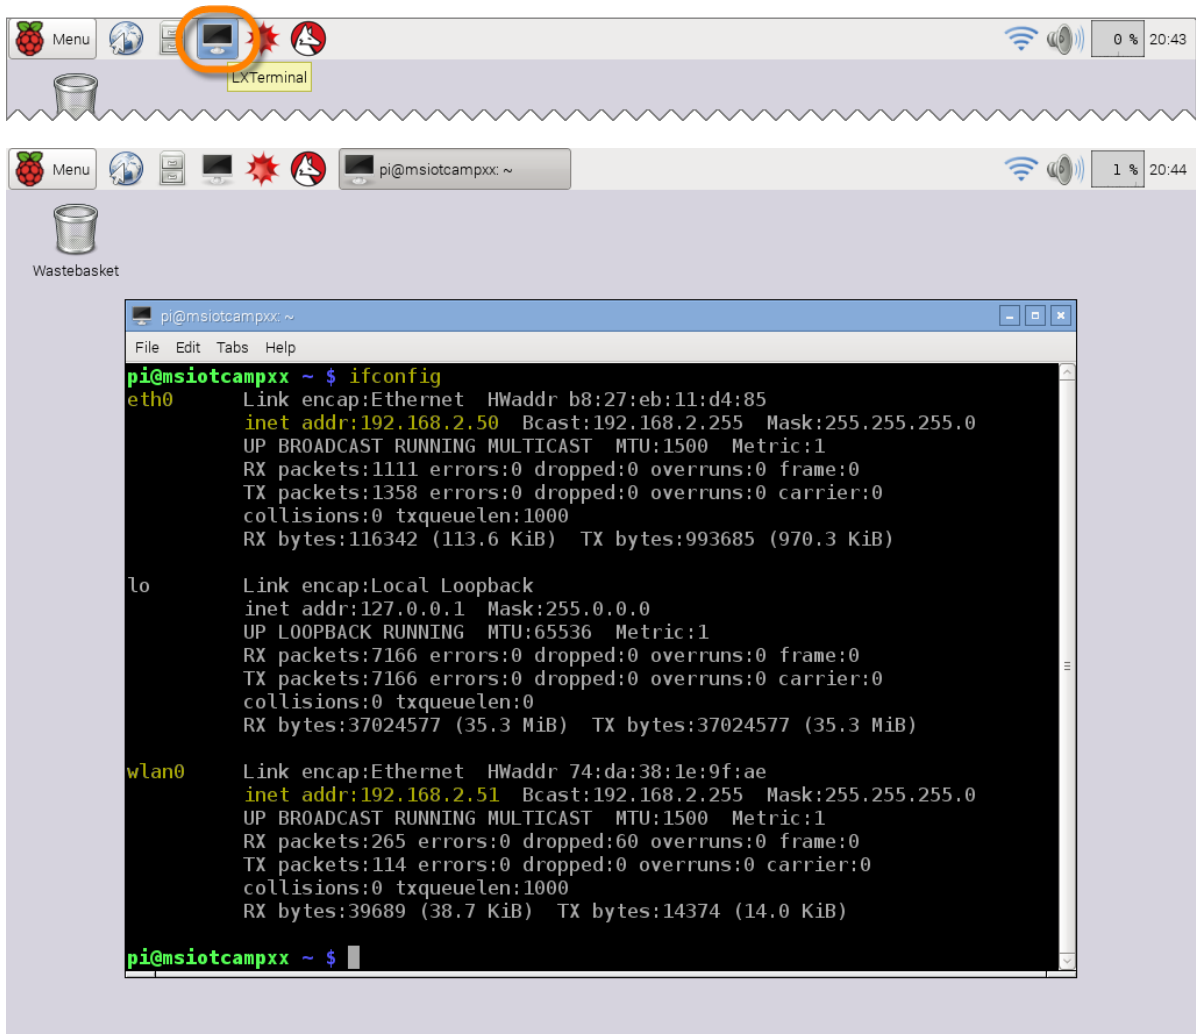 Menu 0 % 20:43
LXTerminal
Menu pi@msiotcampxx: ~ 1 % 20:44
Wastebasket
pi@msiotcampxx: ~
File Edit Tabs Help
pi@msiotcampxx ~ $ ifconfig
eth0 Link encap:Ethernet HWaddr b8:27:eb:11:d4:85
inet addr:192.168.2.50 Bcast:192.168.2.255 Mask:255.255.255.0
UP BROADCAST RUNNING MULTICAST MTU:1500 Metric:1
RX packets:1111 errors:0 dropped:0 overruns:0 frame:0
TX packets:1358 errors:0 dropped:0 overruns:0 carrier:0
collisions:0 txqueuelen:1000
RX bytes:116342 (113.6 KiB) TX bytes:993685 (970.3 KiB)
lo Link encap:Local Loopback
inet addr:127.0.0.1 Mask:255.0.0.0
UP LOOPBACK RUNNING MTU:65536 Metric:1
RX packets:7166 errors:0 dropped:0 overruns:0 frame:0
TX packets:7166 errors:0 dropped:0 overruns:0 carrier:0
collisions:0 txqueuelen:0
RX bytes:37024577 (35.3 MiB) TX bytes:37024577 (35.3 MiB)
wlan0 Link encap:Ethernet HWaddr 74:da:38:1e:9f:ae
inet addr:192.168.2.51 Bcast:192.168.2.255 Mask:255.255.255.0
UP BROADCAST RUNNING MULTICAST MTU:1500 Metric:1
RX packets:265 errors:0 dropped:60 overruns:0 frame:0
TX packets:114 errors:0 dropped:0 overruns:0 carrier:0
collisions:0 txqueuelen:1000
RX bytes:39689 (38.7 KiB) TX bytes:14374 (14.0 KiB)
pi@msiotcampxx ~ $